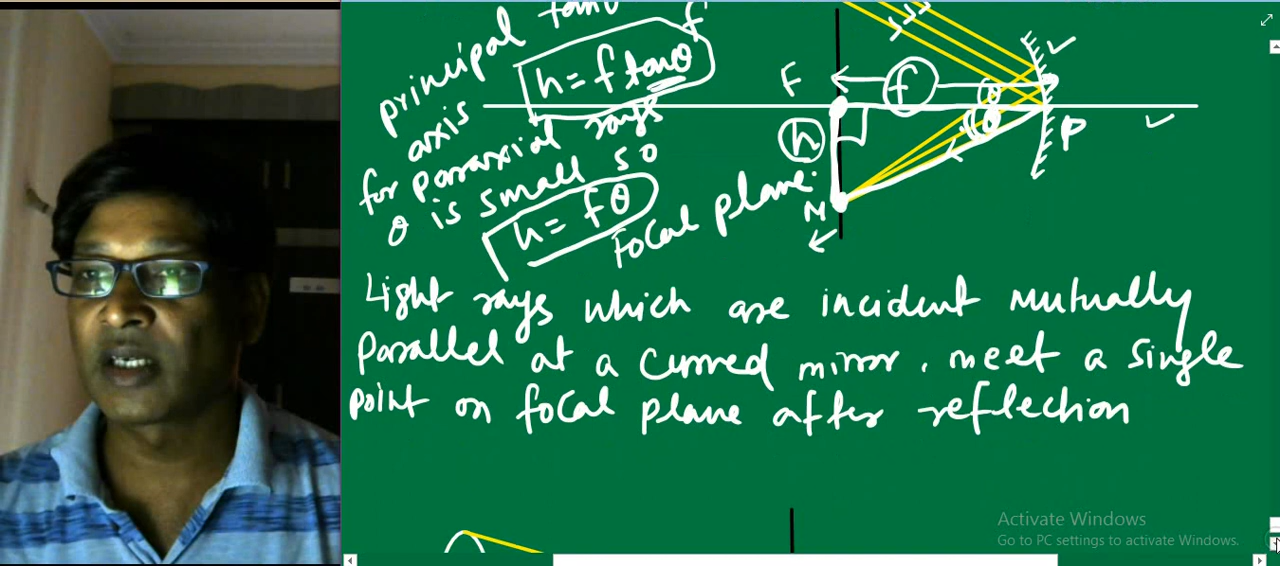 principal tanθ
f
h = f tanθ
axis
for paraxial rays
θ is small so
h = fθ
F
f
θ
θ
h
P
M
Focal plane.
Light rays which are incident mutually
parallel at a curved mirror, meet a single
point on focal plane after reflection
Activate Windows
Go to PC settings to activate Windows.